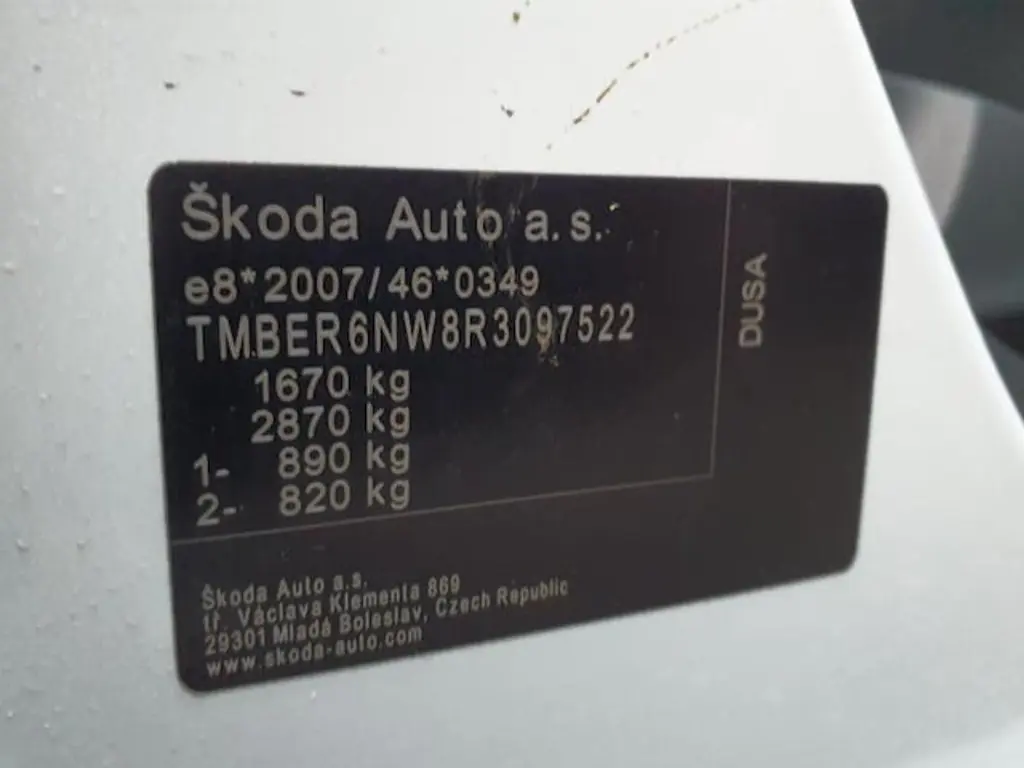 Škoda Auto a.s.
e8*2007/46*0349
TMBER6NW8R3097522
1670 kg
2870 kg
1- 890 kg
2- 820 kg
DUSA
Škoda Auto a.s.
tř. Václava Klementa 869
29301 Mladá Boleslav, Czech Republic
www.skoda-auto.com